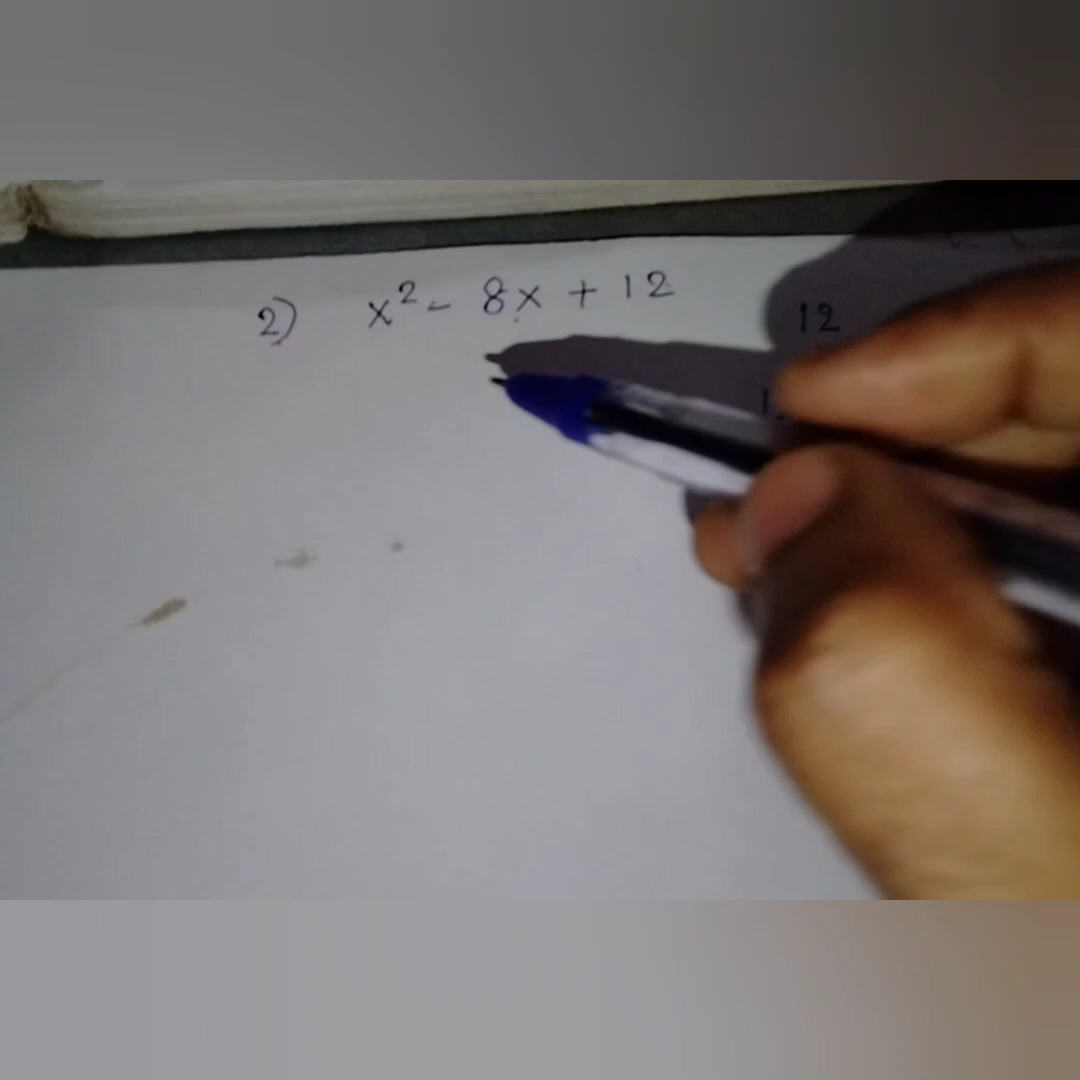 2) x² - 8x + 12
12